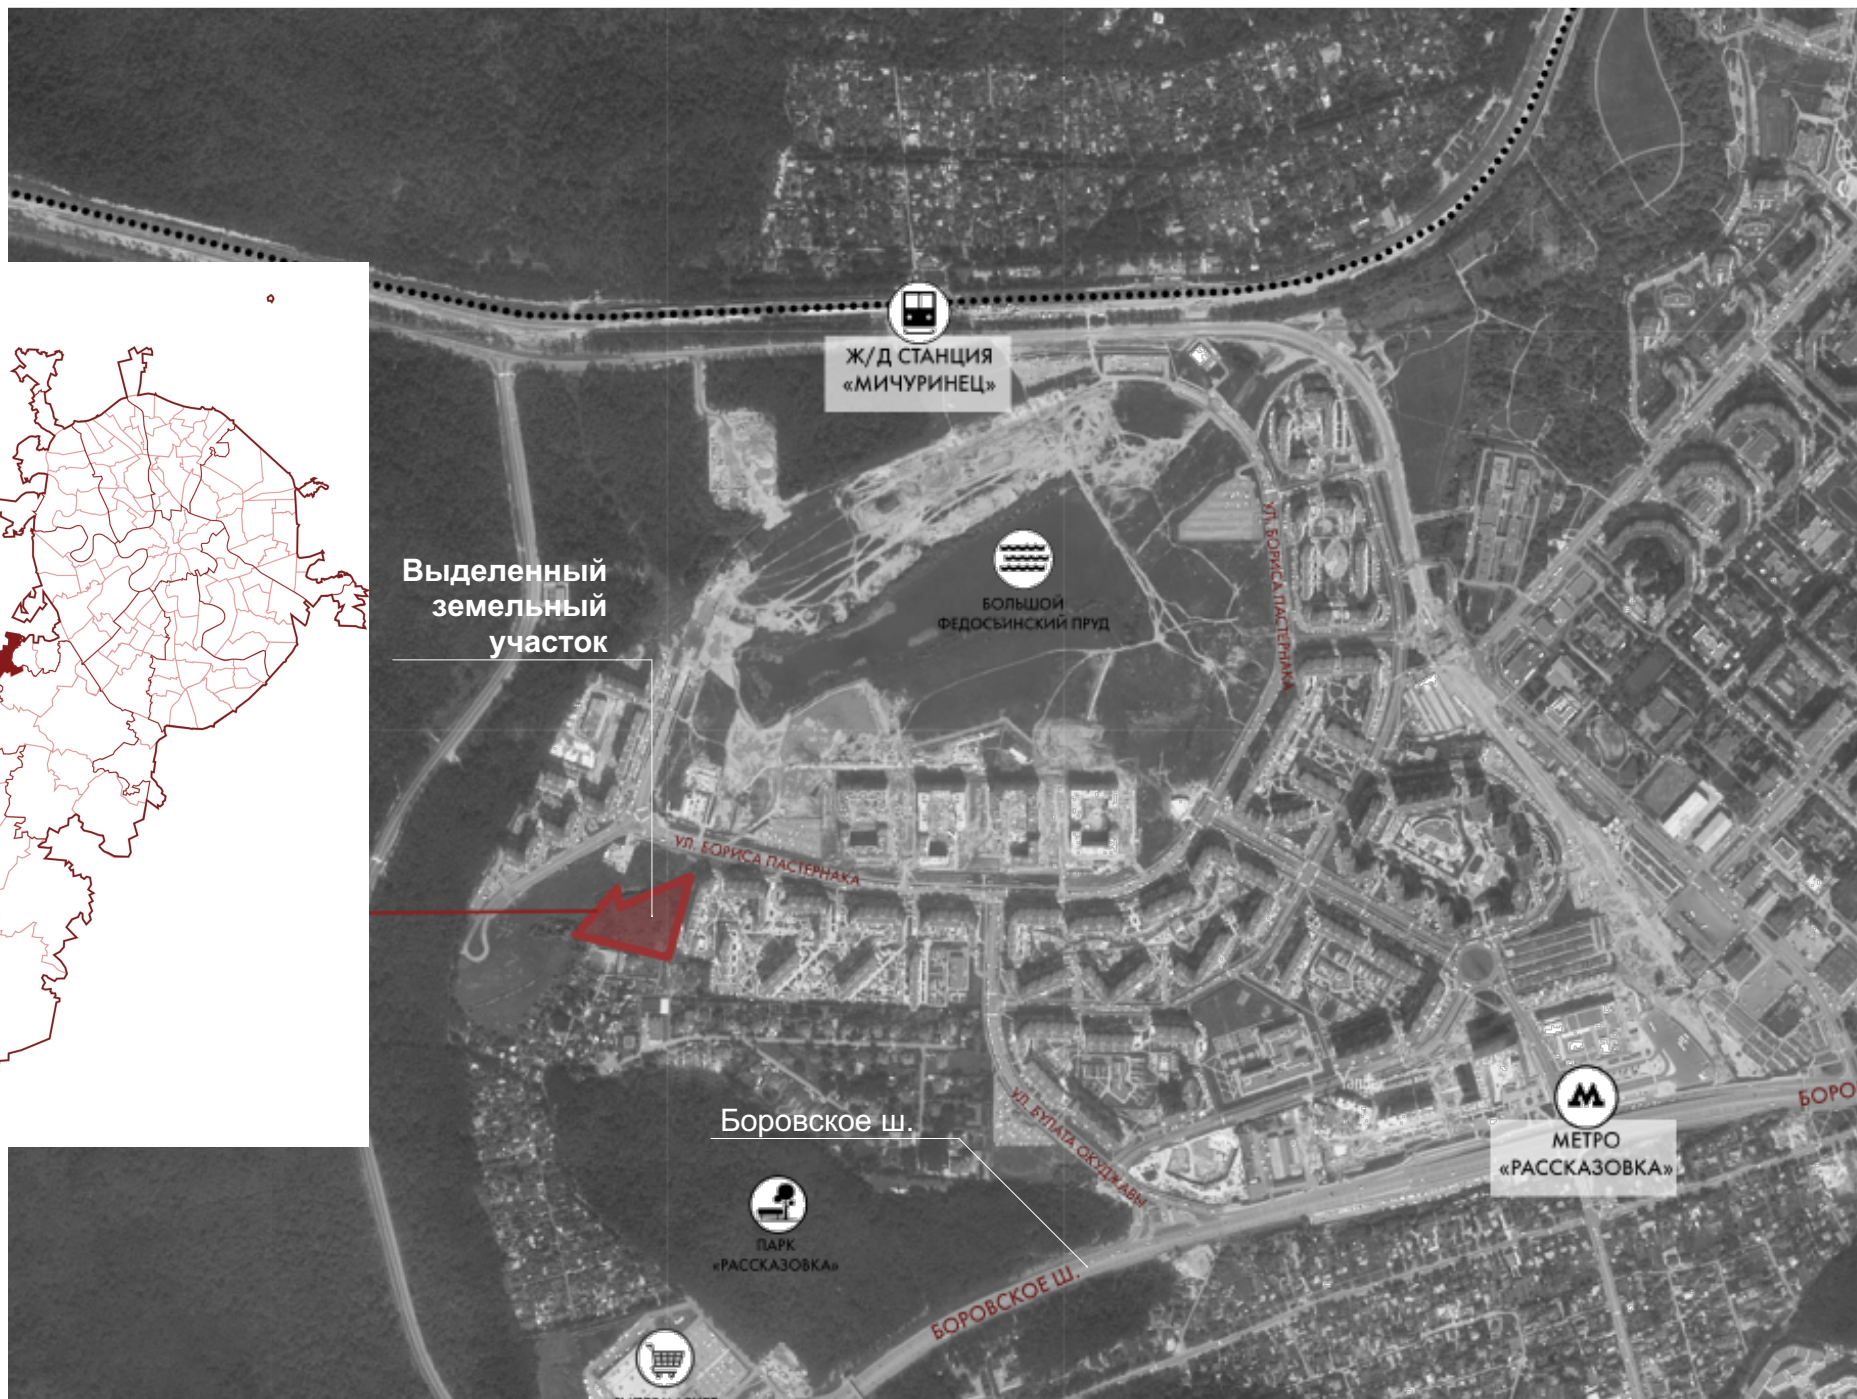 Ж/Д СТАНЦИЯ
«МИЧУРИНЕЦ»
УЛ. БОРИСА ПАСТЕРНАКА
Выделенный
земельный
участок
БОЛЬШОЙ
ФЕДОСЬИНСКИЙ ПРУД
УЛ. БОРИСА ПАСТЕРНАКА
УЛ. БУЛАТА ОКУДЖАВЫ
Боровское ш.
БОРО
МЕТРО
«РАССКАЗОВКА»
ПАРК
«РАССКАЗОВКА»
БОРОВСКОЕ Ш.